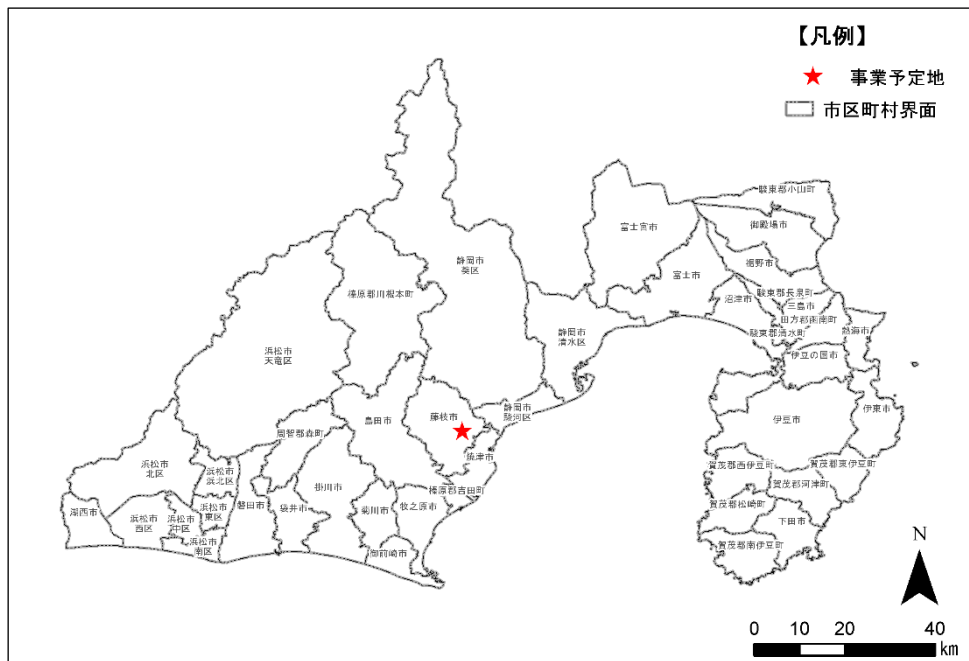 【凡例】
事業予定地
市区町村界面
駿東郡小山町
御殿場市
富士宮市
裾野市
静岡市
葵区
富士市
駿東郡長泉町
沼津市
三島市
榛原郡川根本町
田方郡函南町
静岡市
清水区
駿東郡清水町
熱海市
浜松市
天竜区
伊豆の国市
静岡市
駿河区
藤枝市
島田市
伊豆市
伊東市
周智郡森町
焼津市
浜松市
北区
浜松市
浜北区
賀茂郡西伊豆町
賀茂郡東伊豆町
掛川市
榛原郡吉田町
賀茂郡河津町
湖西市
浜松市
西区
浜松市
中区
浜松市
東区
磐田市
袋井市
菊川市
牧之原市
賀茂郡松崎町
下田市
浜松市
南区
御前崎市
賀茂郡南伊豆町
N
0 10 20 40
km